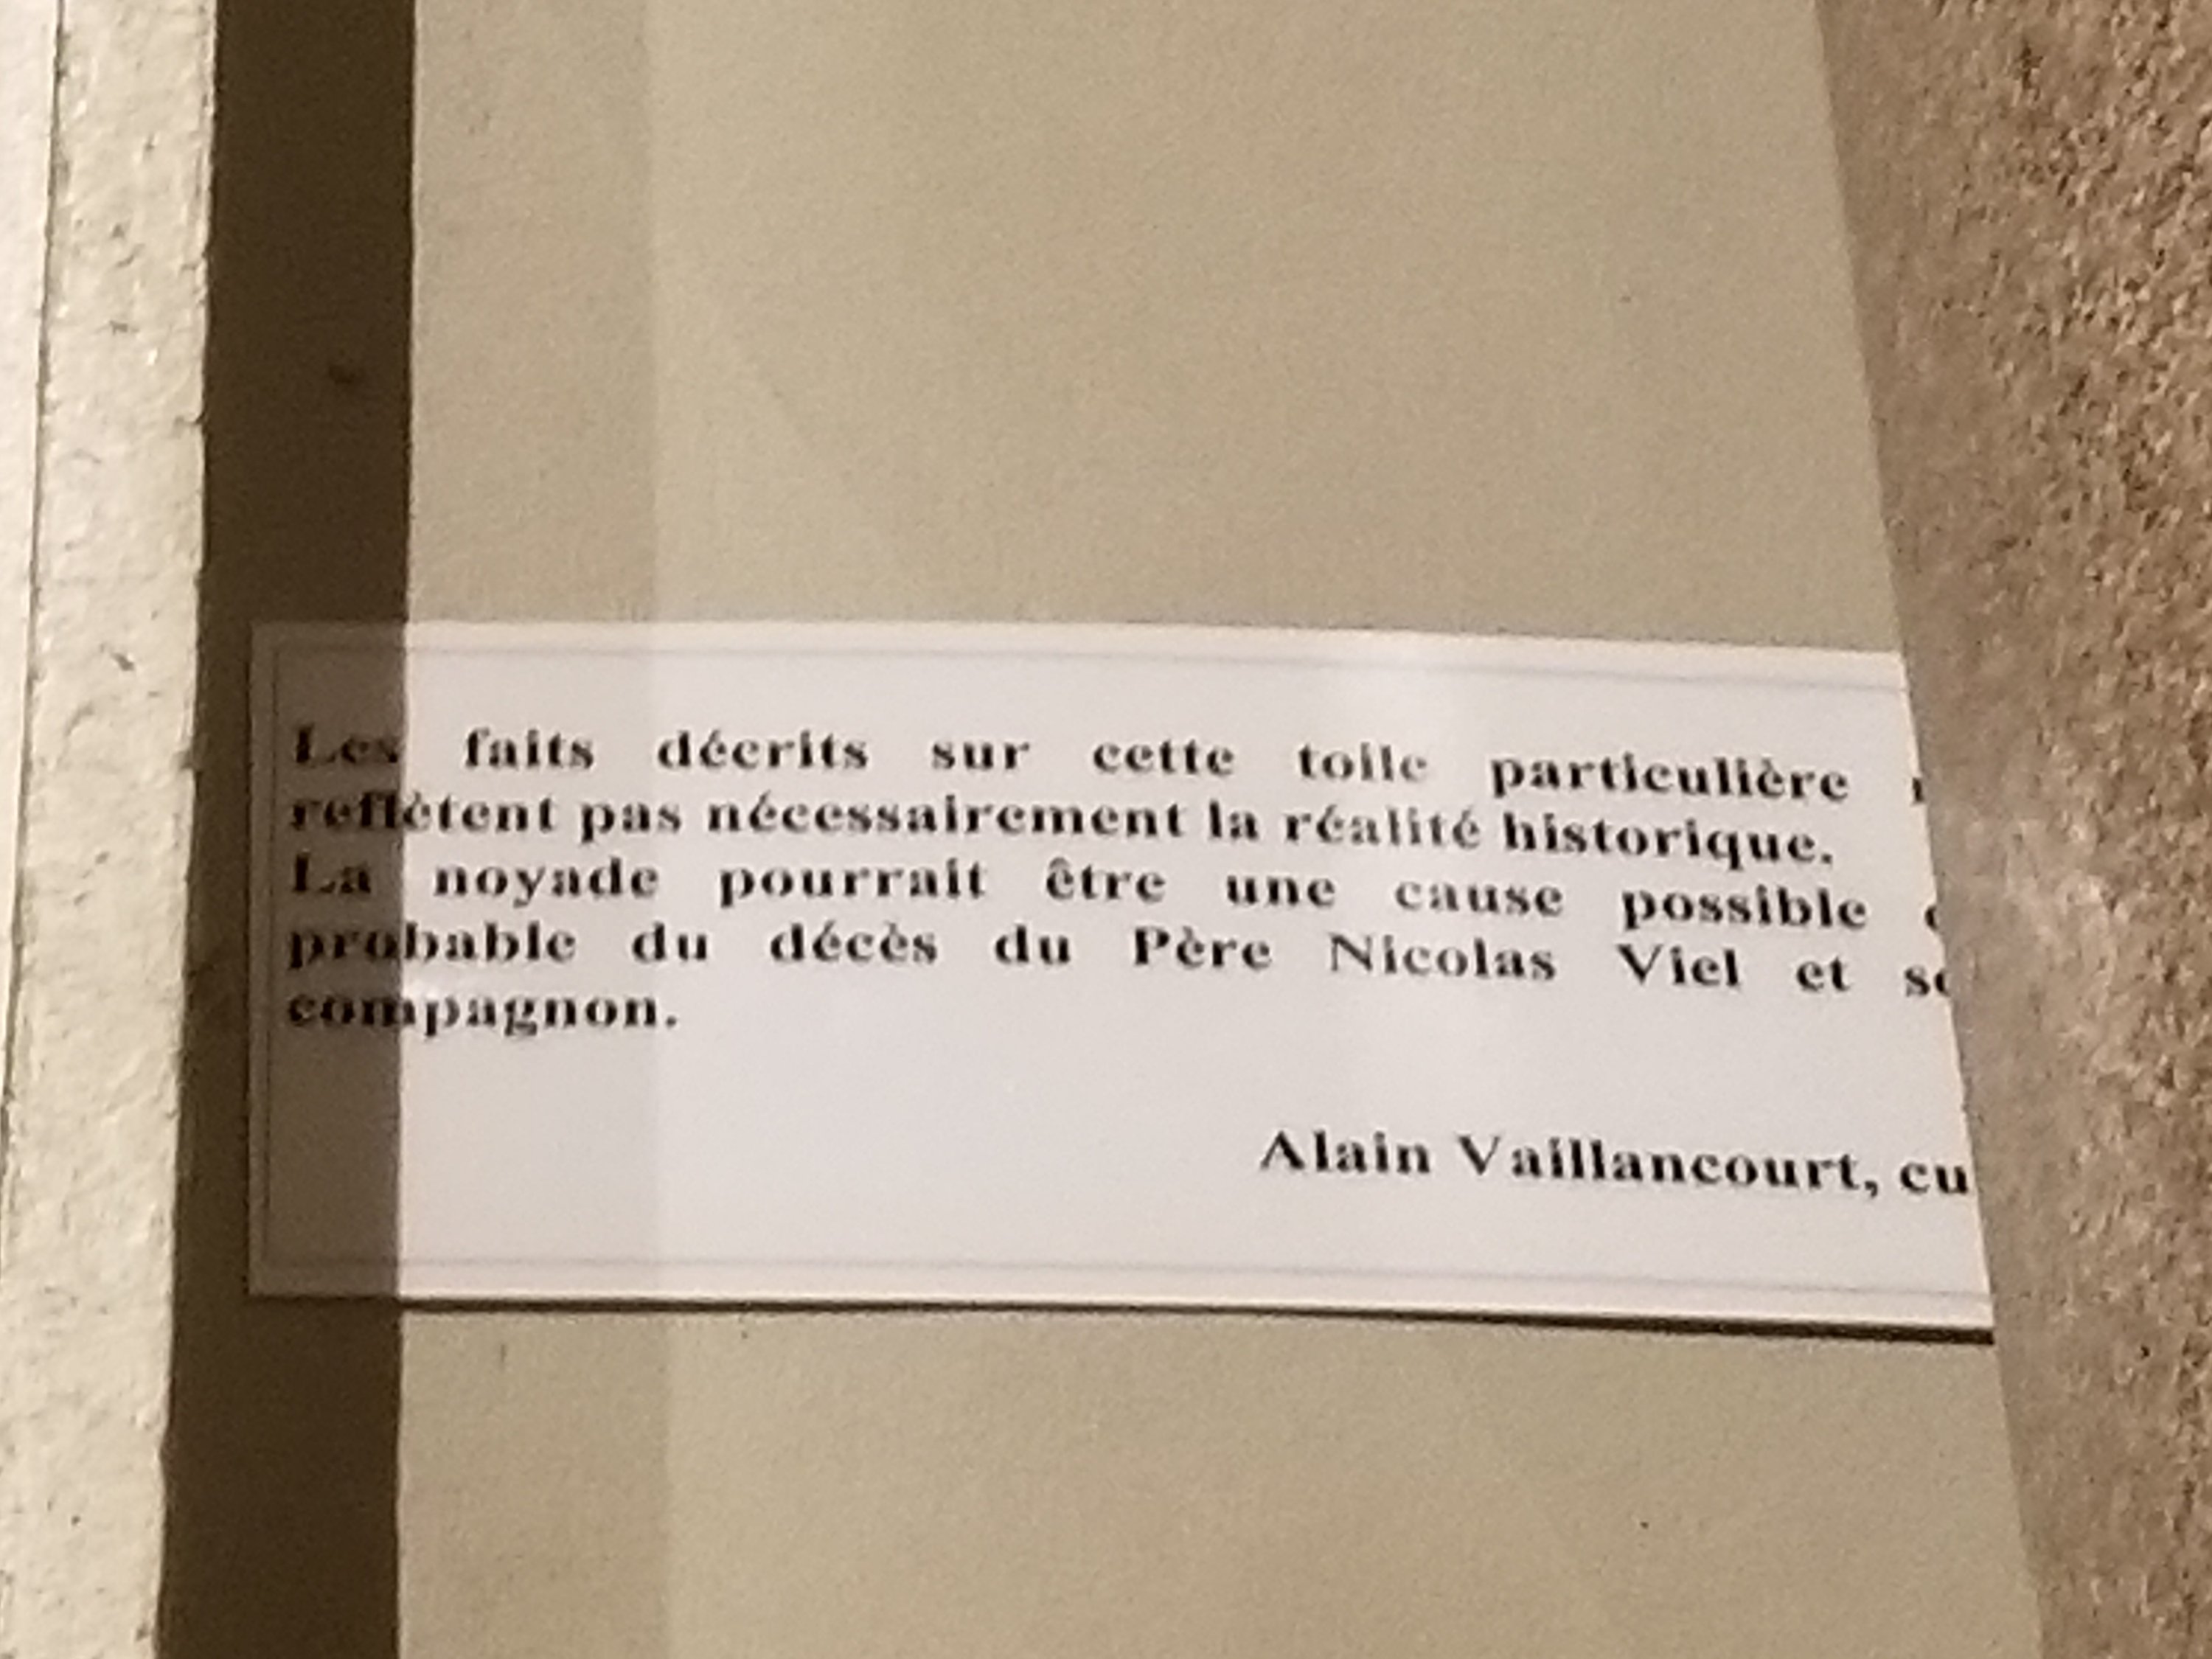 Les faits décrits sur cette toile particulière
reflètent pas nécessairement la réalité historique.
La noyade pourrait être une cause possible
probable du décès du Père Nicolas Viel et
compagnon.
Alain Vaillancourt, cu